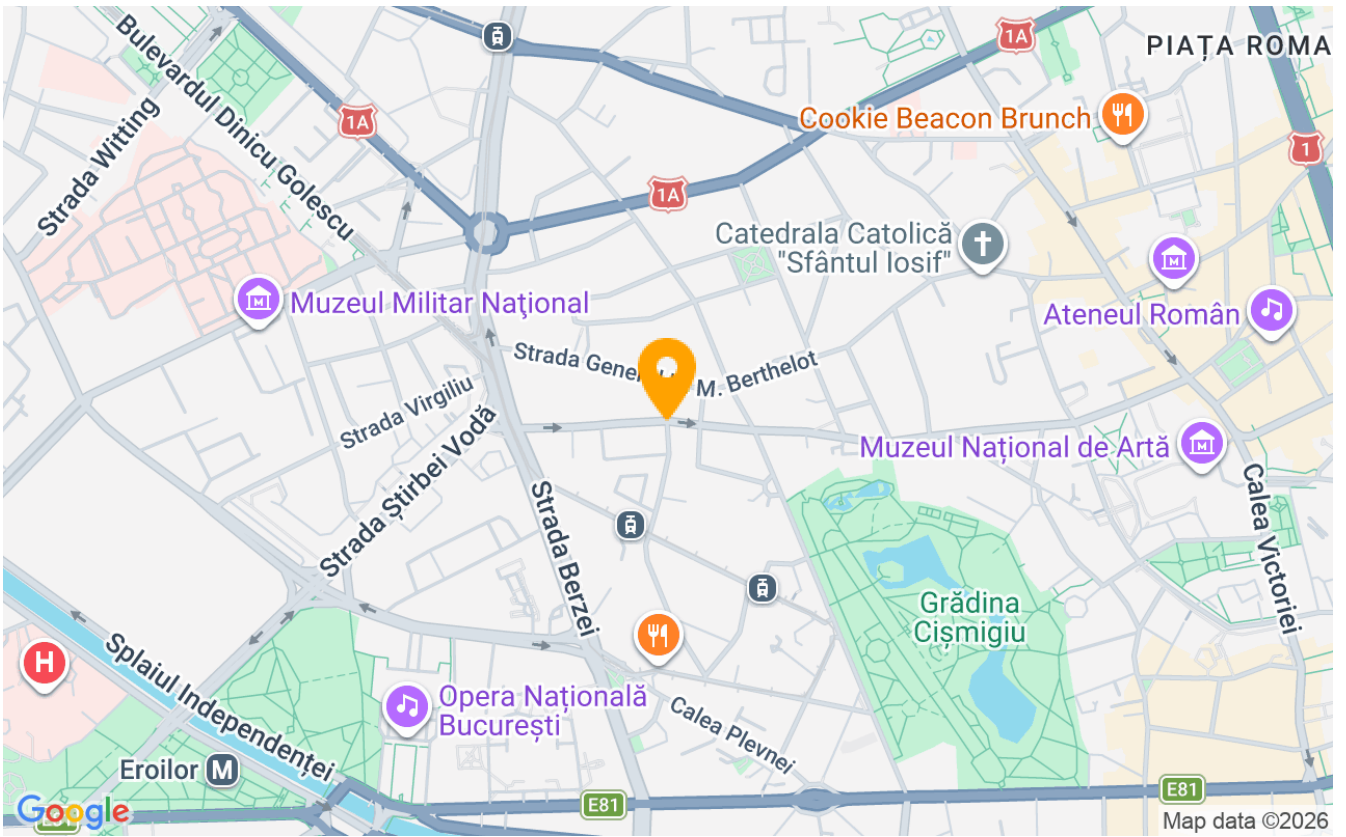 Bulevardul Dinicu Golescu
1A
PIAȚA ROMA
Strada Witting
1A
Cookie Beacon Brunch
1
1A
Catedrala Catolică
"Sfântul Iosif"
Muzeul Militar Naţional
Ateneul Român
Strada Gene
M. Berthelot
Strada Virgiliu
Muzeul Național de Artă
Strada Știrbei Vodă
Strada Berzei
Calea Victoriei
Grădina
Cișmigiu
H
Splaiul Independenței
Opera Națională
București
Calea Plevnei
Eroilor M
E81
E81
Google
Map data ©2026